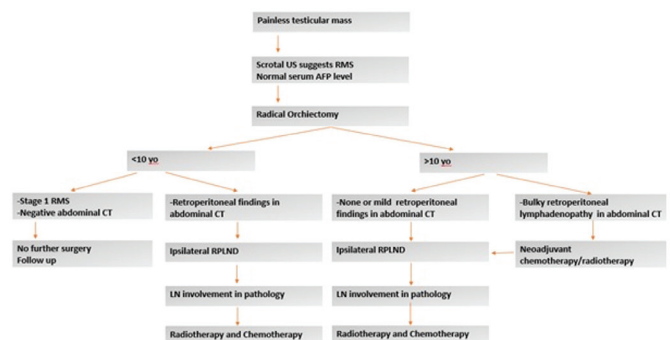 Painless testicular mass
Scrotal US suggests RMS
Normal serum AFP level
Radical Orchiectomy
<10 yo
>10 yo
-Stage 1 RMS
-Negative abdominal CT
-Retroperitoneal findings in
abdominal CT
-None or mild retroperitoneal
findings in abdominal CT
-Bulky retroperitoneal
lymphadenopathy in abdominal CT
No further surgery
Follow up
Ipsilateral RPLND
Ipsilateral RPLND
Neoadjuvant
chemotherapy/radiotherapy
LN involvement in pathology
LN involvement in pathology
Radiotherapy and Chemotherapy
Radiotherapy and Chemotherapy